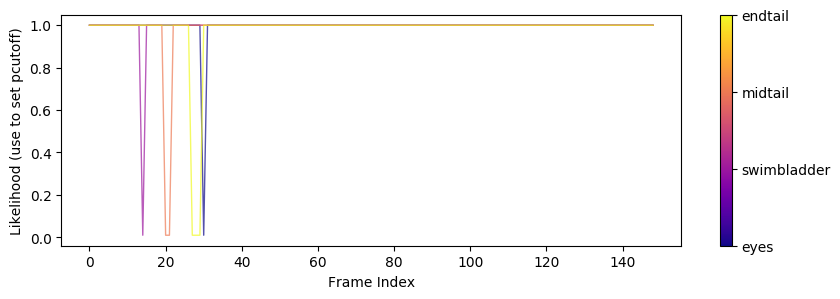 Likelihood (use to set pcutoff)
1.0
0.8
0.6
0.4
0.2
0.0
0
20
40
60
80
100
120
140
Frame Index
endtail
midtail
swimbladder
eyes